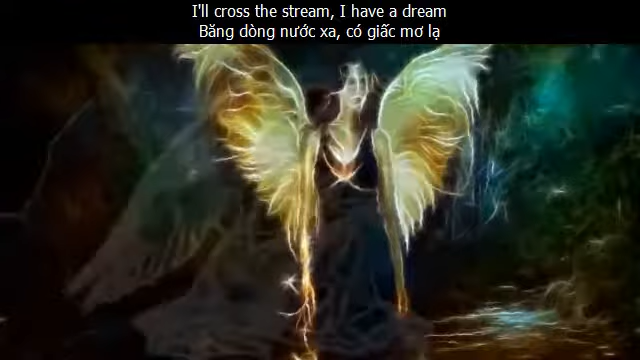 I'll cross the stream, I have a dream
Băng dòng nước xa, có giấc mơ lạ